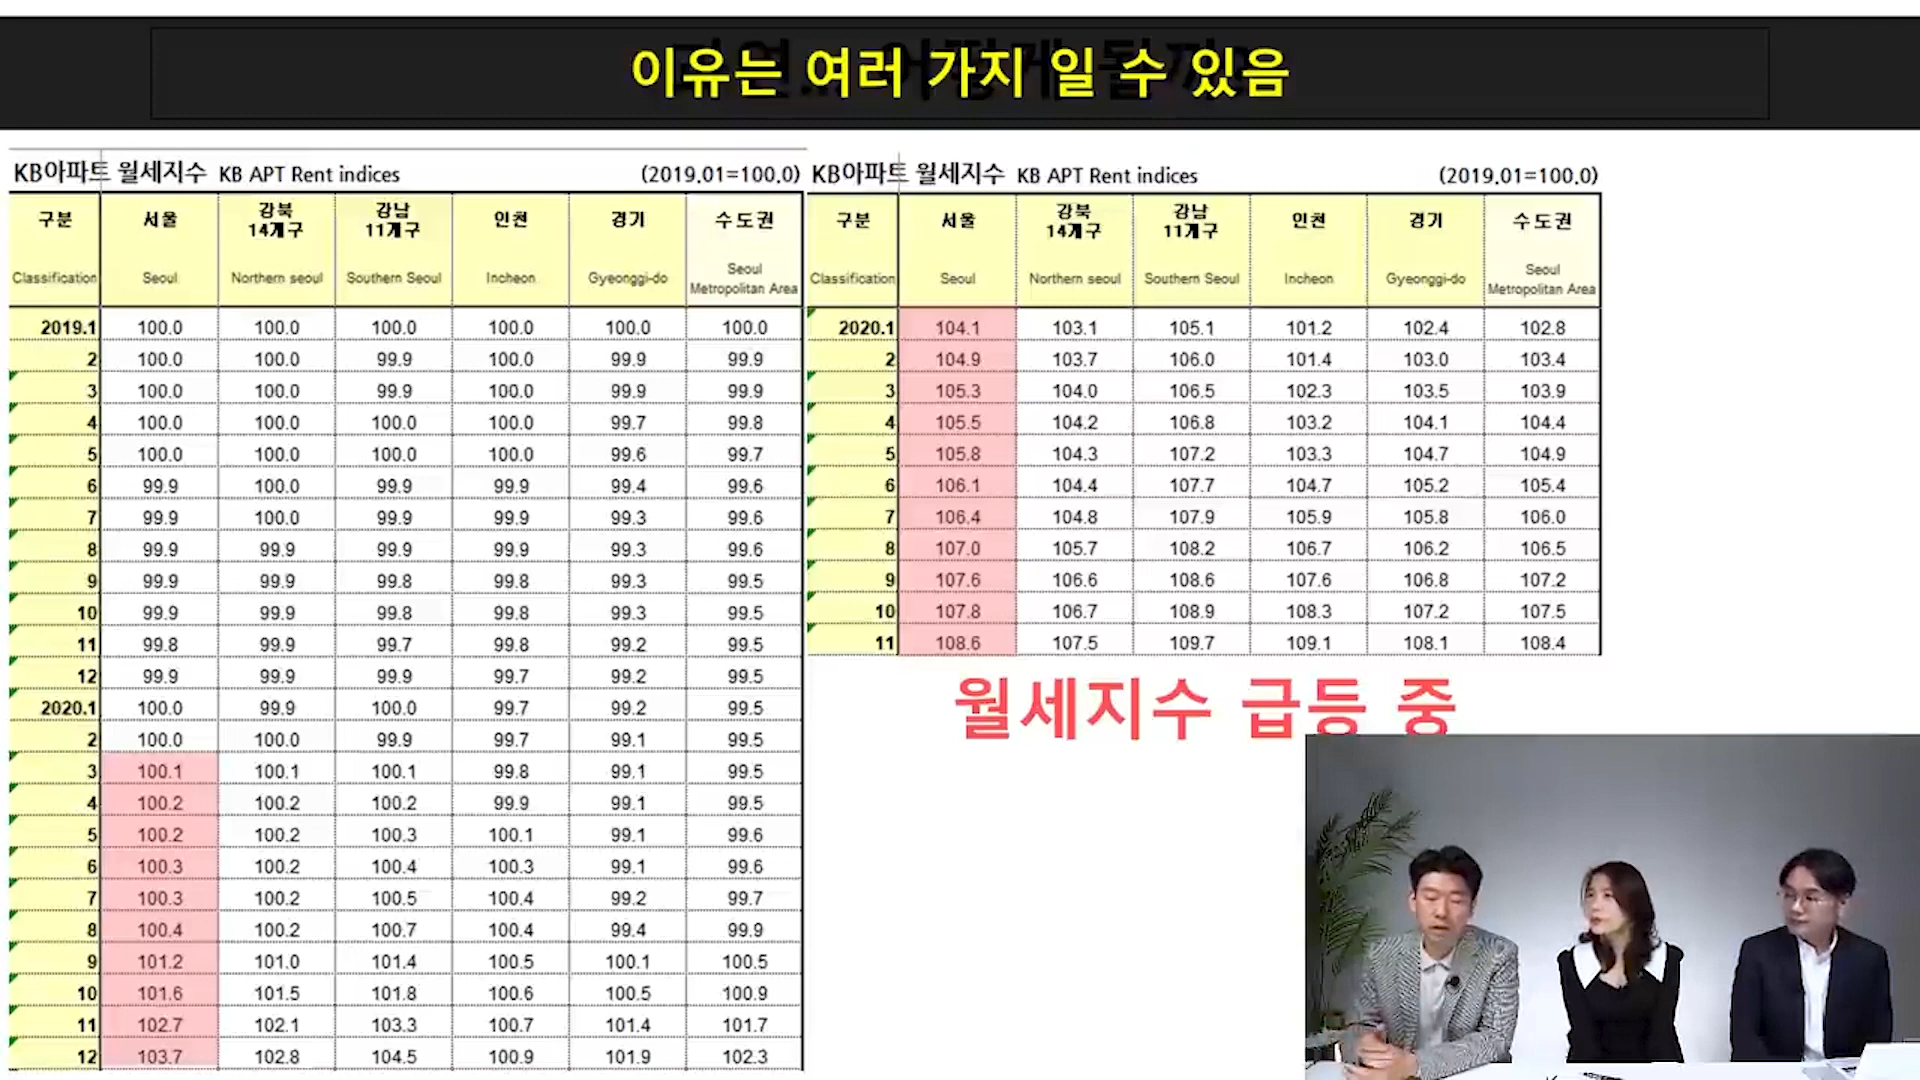 이유는 여러 가지 일 수 있음
KB아파트 월세지수 KB APT Rent indices (2019.01=100.0)
구분 서울 강북 14개구 강남 11개구 인천 경기 수도권
Classification Seoul Northern seoul Southern Seoul Incheon Gyeonggi-do Seoul Metropolitan Area
2019.1 100.0 100.0 100.0 100.0 100.0 100.0
2 100.0 100.0 99.9 100.0 99.9 99.9
3 100.0 100.0 99.9 100.0 99.9 99.9
4 100.0 100.0 100.0 100.0 99.7 99.8
5 100.0 100.0 100.0 100.0 99.6 99.7
6 99.9 100.0 99.9 99.9 99.4 99.6
7 99.9 100.0 99.9 99.9 99.3 99.6
8 99.9 99.9 99.9 99.9 99.3 99.6
9 99.9 99.9 99.8 99.8 99.3 99.5
10 99.9 99.9 99.8 99.8 99.3 99.5
11 99.8 99.9 99.7 99.8 99.2 99.5
12 99.9 99.9 99.9 99.7 99.2 99.5
2020.1 100.0 99.9 100.0 99.7 99.2 99.5
2 100.0 100.0 99.9 99.7 99.1 99.5
3 100.1 100.1 100.1 99.8 99.1 99.5
4 100.2 100.2 100.2 99.9 99.1 99.5
5 100.2 100.2 100.3 100.1 99.1 99.6
6 100.3 100.2 100.4 100.3 99.1 99.6
7 100.3 100.2 100.5 100.4 99.2 99.7
8 100.4 100.2 100.7 100.4 99.4 99.9
9 101.2 101.0 101.4 100.5 100.1 100.5
10 101.6 101.5 101.8 100.6 100.5 100.9
11 102.7 102.1 103.3 100.7 101.4 101.7
12 103.7 102.8 104.5 100.9 101.9 102.3
KB아파트 월세지수 KB APT Rent indices (2019.01=100.0)
구분 서울 강북 14개구 강남 11개구 인천 경기 수도권
Classification Seoul Northern seoul Southern Seoul Incheon Gyeonggi-do Seoul Metropolitan Area
2020.1 104.1 103.1 105.1 101.2 102.4 102.8
2 104.9 103.7 106.0 101.4 103.0 103.4
3 105.3 104.0 106.5 102.3 103.5 103.9
4 105.5 104.2 106.8 103.2 104.1 104.4
5 105.8 104.3 107.2 103.3 104.7 104.9
6 106.1 104.4 107.7 104.7 105.2 105.4
7 106.4 104.8 107.9 105.9 105.8 106.0
8 107.0 105.7 108.2 106.7 106.2 106.5
9 107.6 106.6 108.6 107.6 106.8 107.2
10 107.8 106.7 108.9 108.3 107.2 107.5
11 108.6 107.5 109.7 109.1 108.1 108.4
월세지수 급등 중